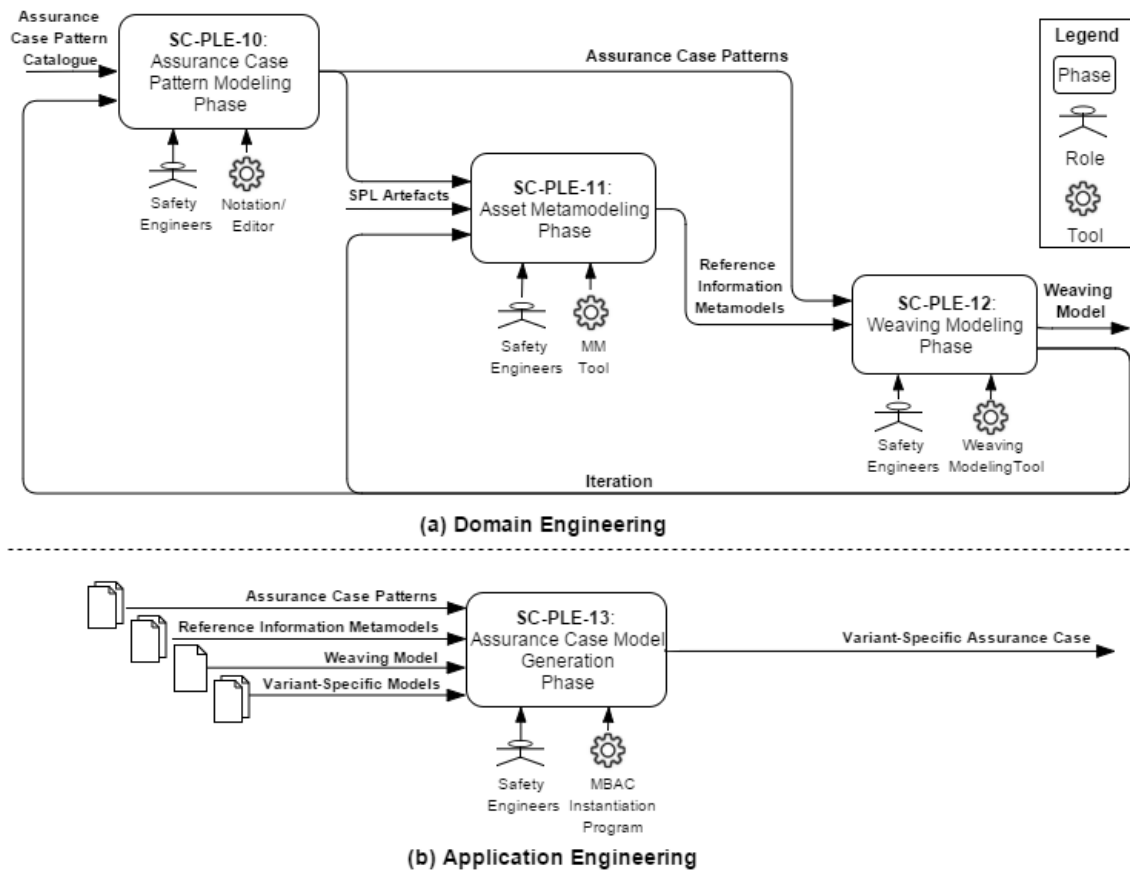 Assurance
Case Pattern
Catalogue
SC-PLE-10:
Assurance Case
Pattern Modeling
Phase
Safety
Engineers
Notation/
Editor
Assurance Case Patterns
Legend
Phase
Role
Tool
SPL Artefacts
SC-PLE-11:
Asset Metamodeling
Phase
Safety
Engineers
MM
Tool
Reference
Information
Metamodels
SC-PLE-12:
Weaving Modeling
Phase
Weaving
Model
Safety
Engineers
Weaving
ModelingTool
Iteration
(a) Domain Engineering
Assurance Case Patterns
Reference Information Metamodels
Weaving Model
Variant-Specific Models
SC-PLE-13:
Assurance Case Model
Generation
Phase
Variant-Specific Assurance Case
Safety
Engineers
MBAC
Instantiation
Program
(b) Application Engineering